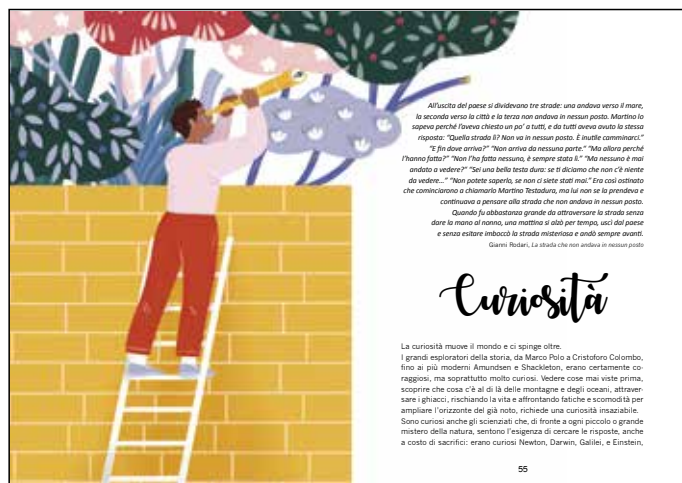 All'uscita del paese si dividevano tre strade: una andava verso il mare,
la seconda verso la città e la terza non andava in nessun posto. Martino lo
sapeva perché l'aveva chiesto un po' a tutti, e da tutti aveva avuto la stessa
risposta: "Quella strada lì? Non va in nessun posto. È inutile camminarci."
"E fin dove arriva?" "Non arriva da nessuna parte." "Ma allora perché
l'hanno fatta?" "Non l'ha fatta nessuno, è sempre stata lì." "Ma nessuno è mai
andato a vedere?" "Sei una bella testa dura: se ti diciamo che non c'è niente
da vedere..." "Non potete saperlo, se non ci siete stati mai." Era così ostinato
che cominciarono a chiamarlo Martino Testadura, ma lui non se la prendeva e
continuava a pensare alla strada che non andava in nessun posto.
Quando fu abbastanza grande da attraversare la strada senza
dare la mano al nonno, una mattina si alzò per tempo, uscì dal paese
e senza esitare imboccò la strada misteriosa e andò sempre avanti.
Gianni Rodari, La strada che non andava in nessun posto
Curiosità
La curiosità muove il mondo e ci spinge oltre.
I grandi esploratori della storia, da Marco Polo a Cristoforo Colombo,
fino ai più moderni Amundsen e Shackleton, erano certamente co-
raggiosi, ma soprattutto molto curiosi. Vedere cose mai viste prima,
scoprire che cosa c'è al di là delle montagne e degli oceani, attraver-
sare i ghiacci, rischiando la vita e affrontando fatiche e scomodità per
ampliare l'orizzonte del già noto, richiede una curiosità insaziabile.
Sono curiosi anche gli scienziati che, di fronte a ogni piccolo o grande
mistero della natura, sentono l'esigenza di cercare le risposte, anche
a costo di sacrifici: erano curiosi Newton, Darwin, Galilei, e Einstein,
55